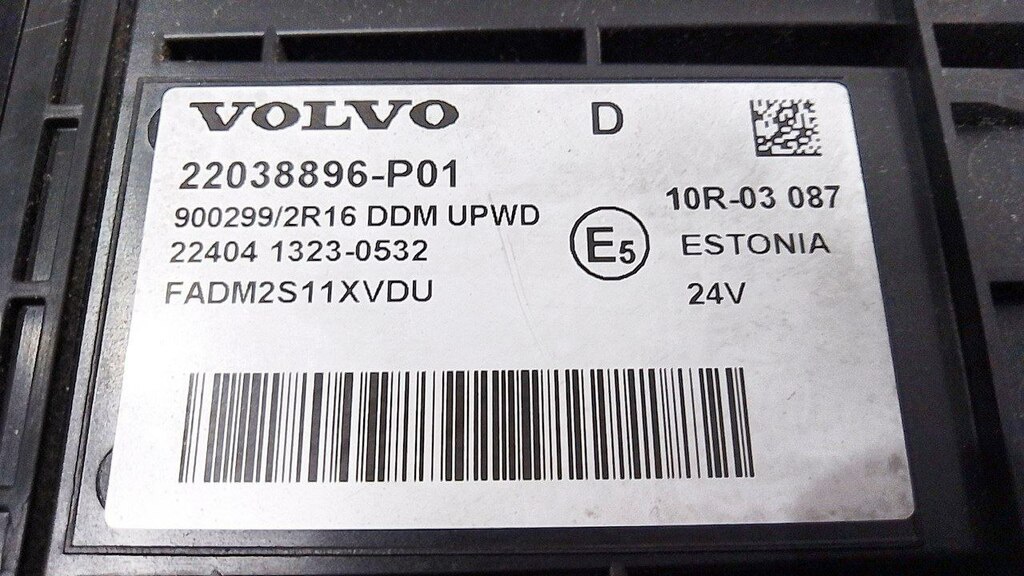 VOLVO D
22038896-P01
10R-03 087
900299/2R16 DDM UPWD
E5 ESTONIA
22404 1323-0532
FADM2S11XVDU
24V